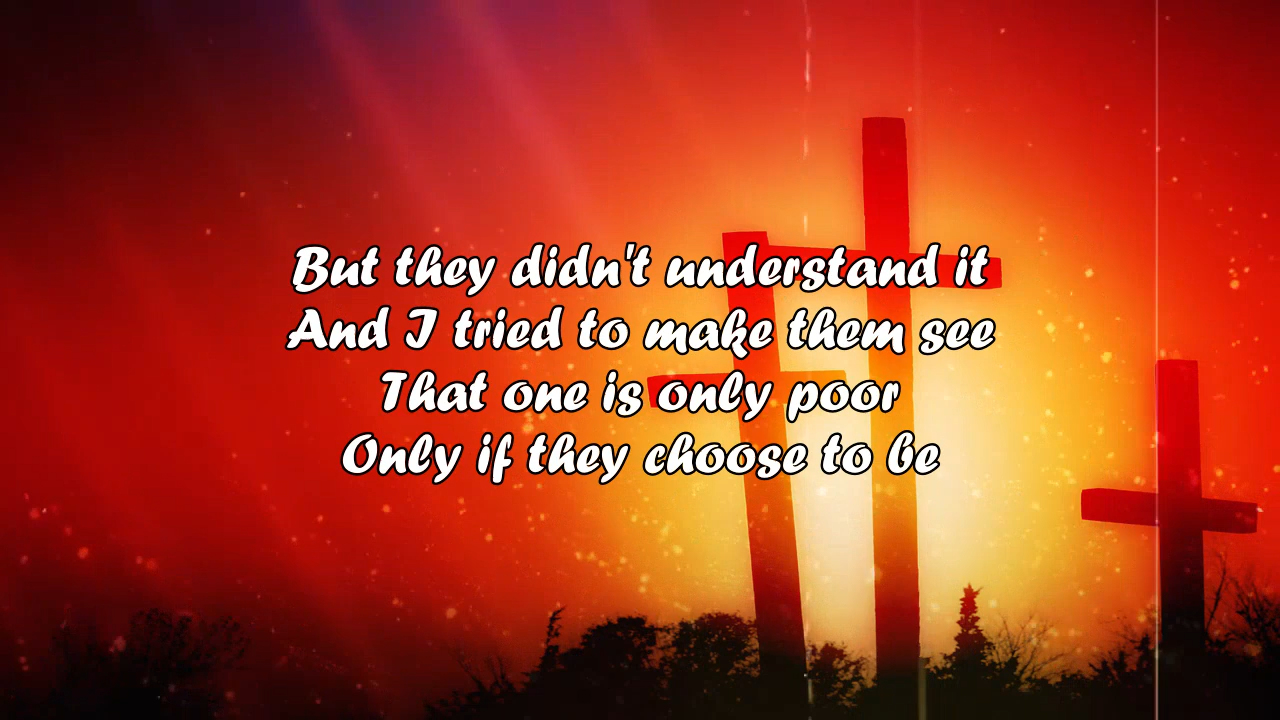 But they didn't understand it
And I tried to make them see
That one is only poor
Only if they choose to be